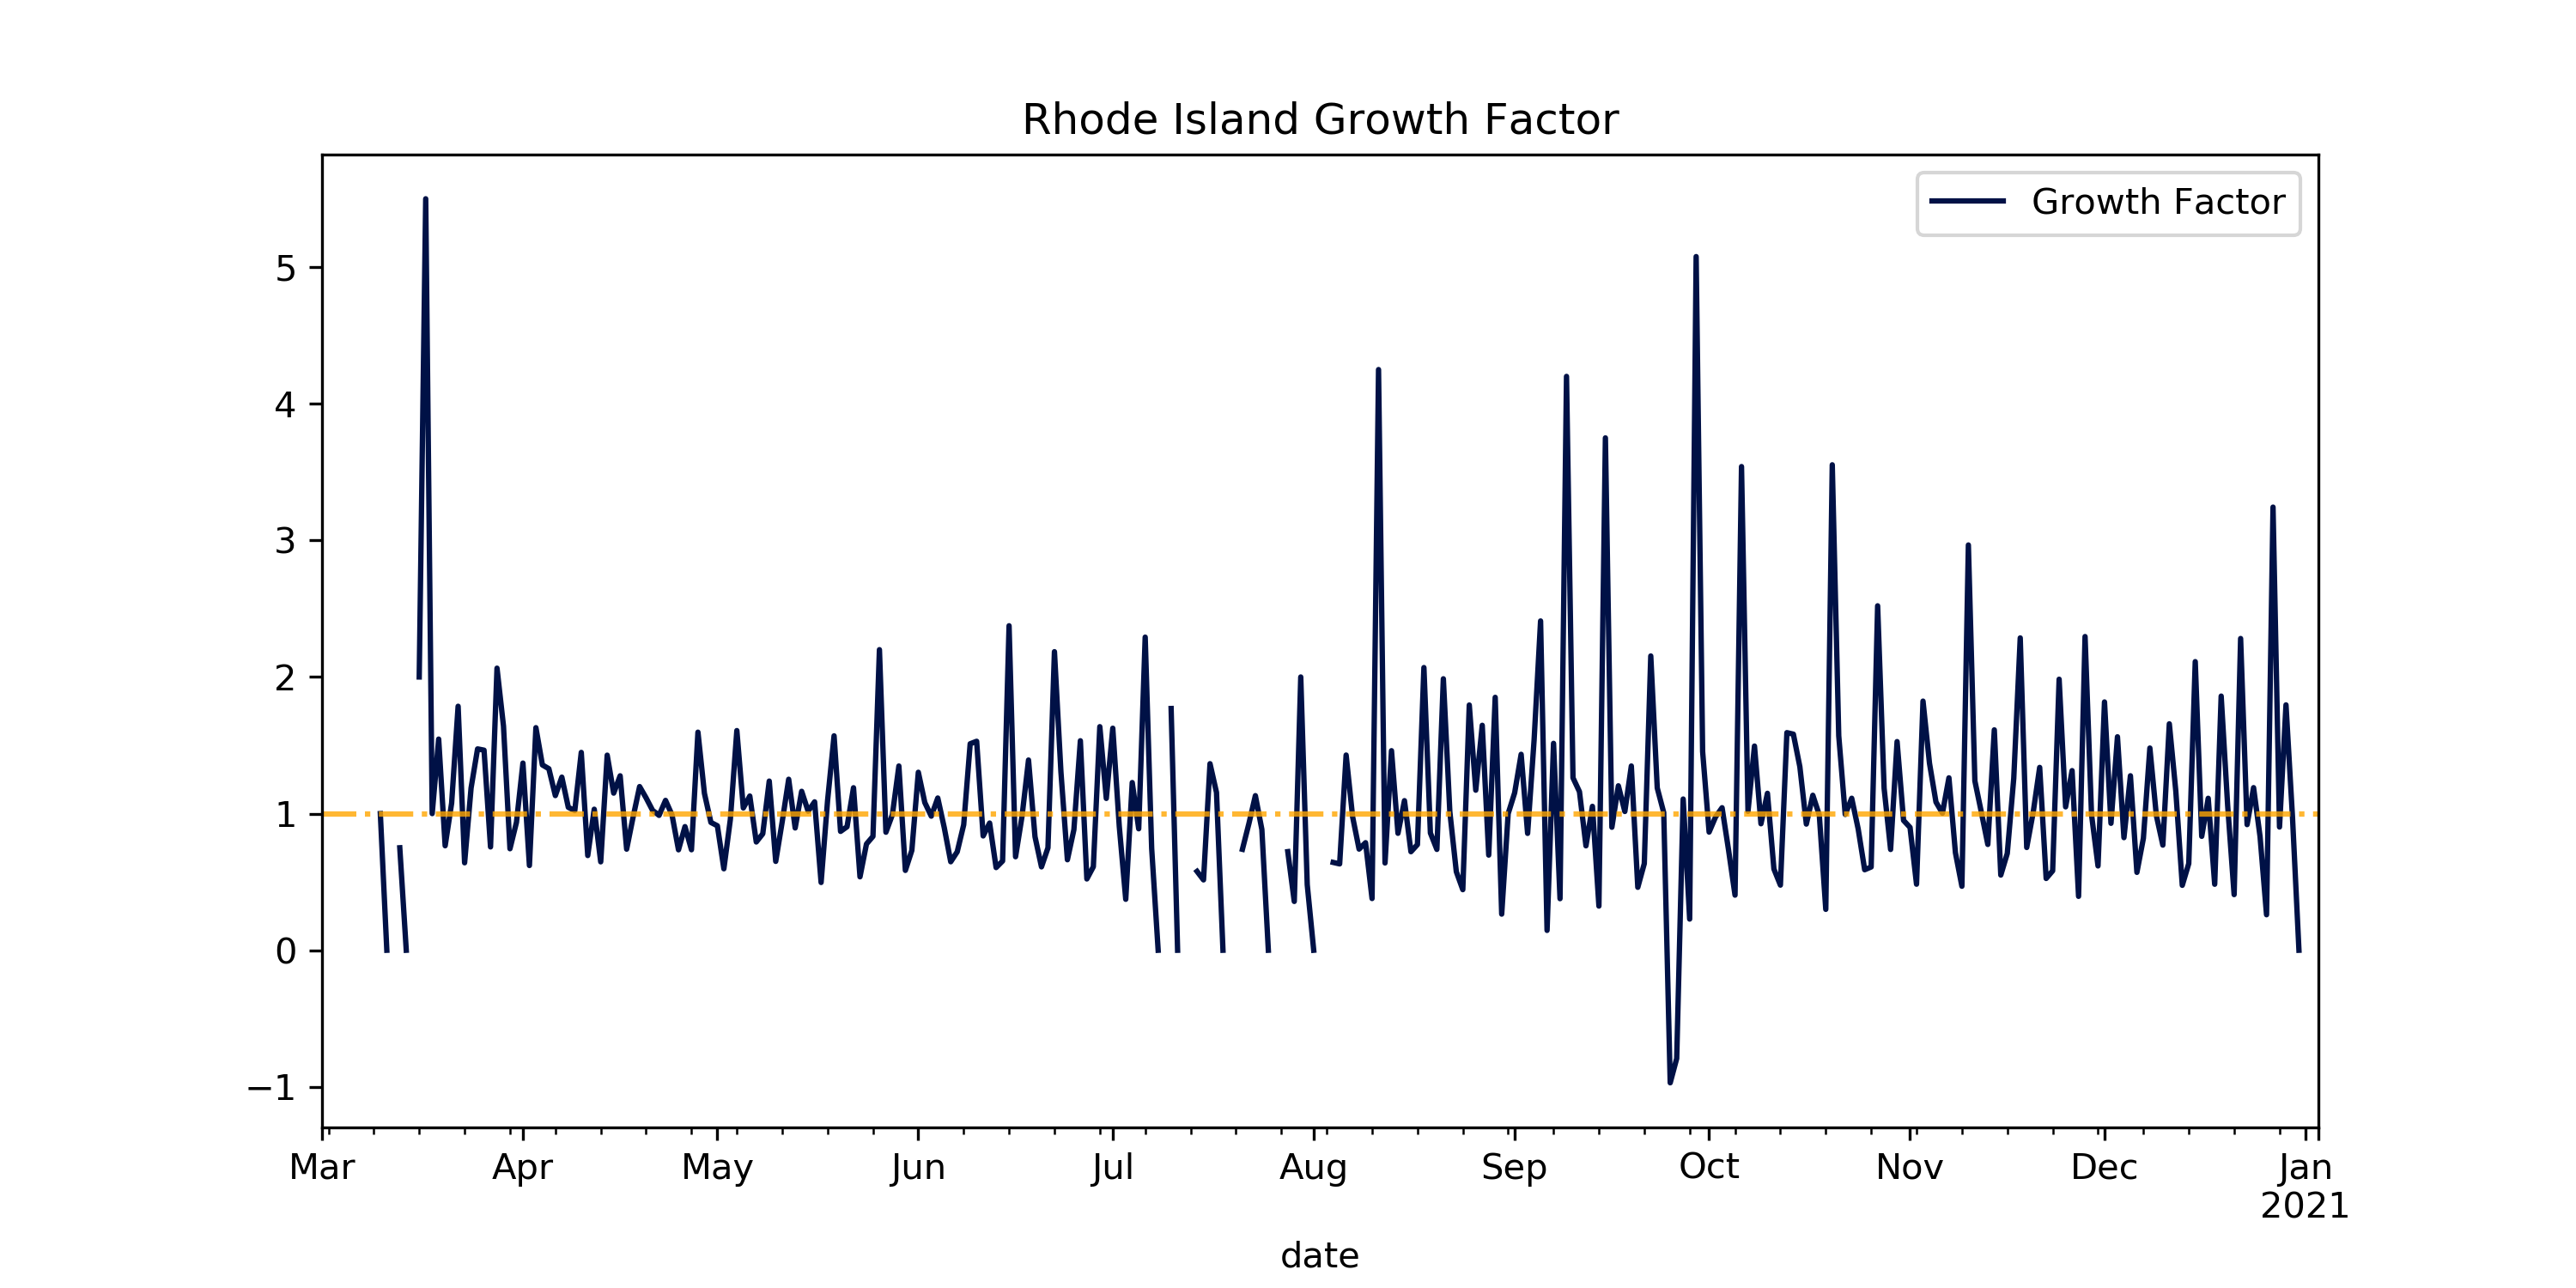 Rhode Island Growth Factor
Growth Factor
5
4
3
2
1
0
−1
Mar Apr May Jun Jul Aug Sep Oct Nov Dec Jan
2021
date